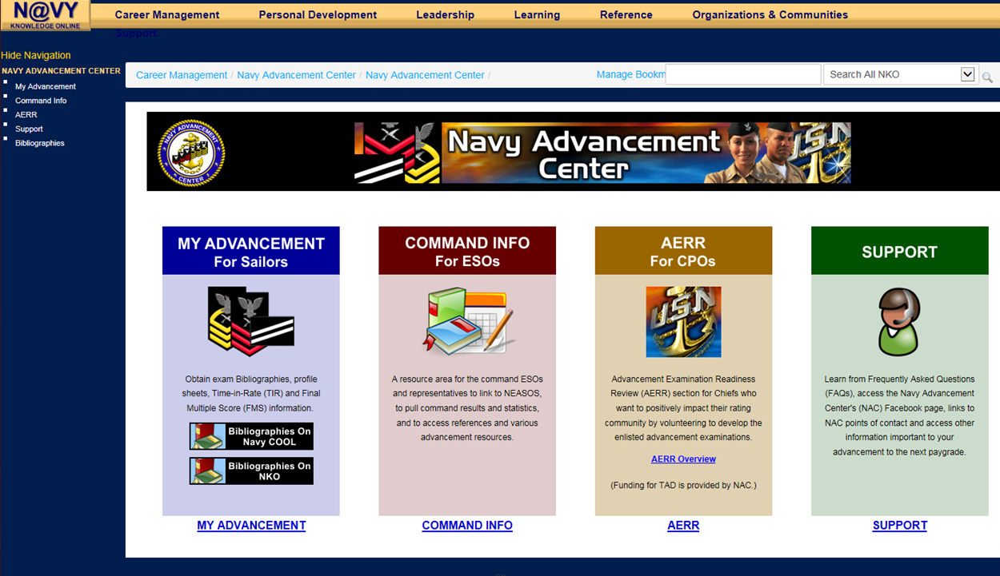 N@VY
KNOWLEDGE ONLINE
Career Management Personal Development Leadership Learning Reference Organizations & Communities
Support
Hide Navigation
NAVY ADVANCEMENT CENTER
My Advancement
Command Info
AERR
Support
Bibliographies
Career Management / Navy Advancement Center / Navy Advancement Center /
Manage Bookm
Search All NKO
NAVY ADVANCEMENT
CENTER
Navy Advancement
Center
USN
MY ADVANCEMENT
For Sailors
Obtain exam Bibliographies, profile
sheets, Time-in-Rate (TIR) and Final
Multiple Score (FMS) information.
Bibliographies On
Navy COOL
Bibliographies On
NKO
MY ADVANCEMENT
COMMAND INFO
For ESOs
A resource area for the command ESOs
and representatives to link to NEASOS,
to pull command results and statistics,
and to access references and various
advancement resources.
COMMAND INFO
AERR
For CPOs
USN
Advancement Examination Readiness
Review (AERR) section for Chiefs who
want to positively impact their rating
community by volunteering to develop the
enlisted advancement examinations.
AERR Overview
(Funding for TAD is provided by NAC.)
AERR
SUPPORT
Learn from Frequently Asked Questions
(FAQs), access the Navy Advancement
Center's (NAC) Facebook page, links to
NAC points of contact and access other
information important to your
advancement to the next paygrade.
SUPPORT